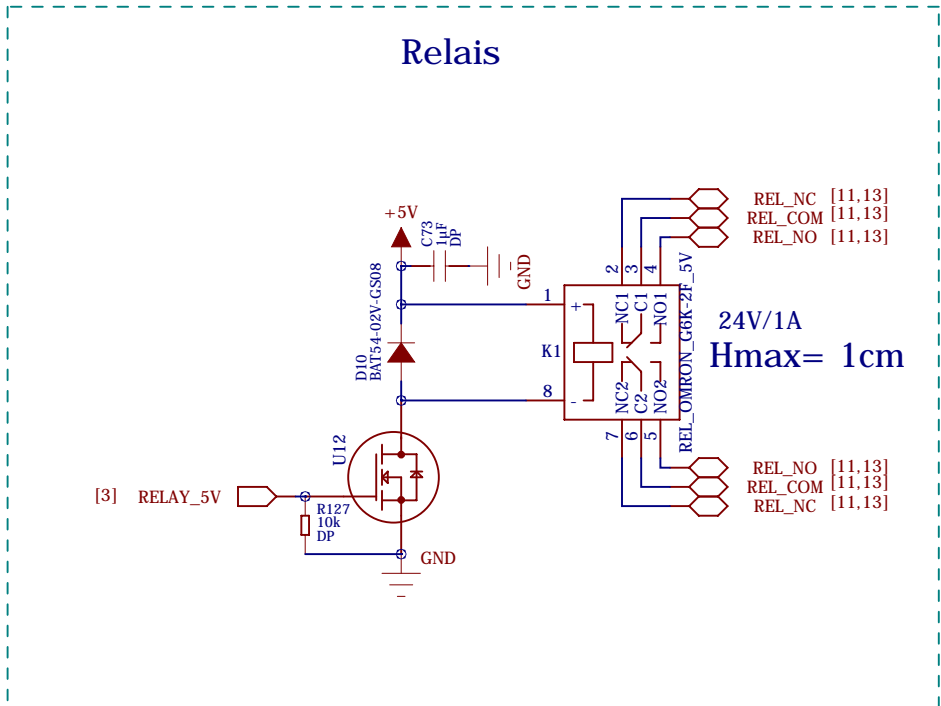 Relais
+5V
C73
1µF
DP
GND
D10
BAT54-02V-GS08
REL_NC [11,13]
REL_COM [11,13]
REL_NO [11,13]
2
3
4
1
+
NC1
C1
NO1
K1
8
-
NC2
C2
NO2
7
6
5
REL_OMRON_G6K-2F_5V
24V/1A
Hmax= 1cm
U12
[3] RELAY_5V
R127
10k
DP
GND
REL_NO [11,13]
REL_COM [11,13]
REL_NC [11,13]